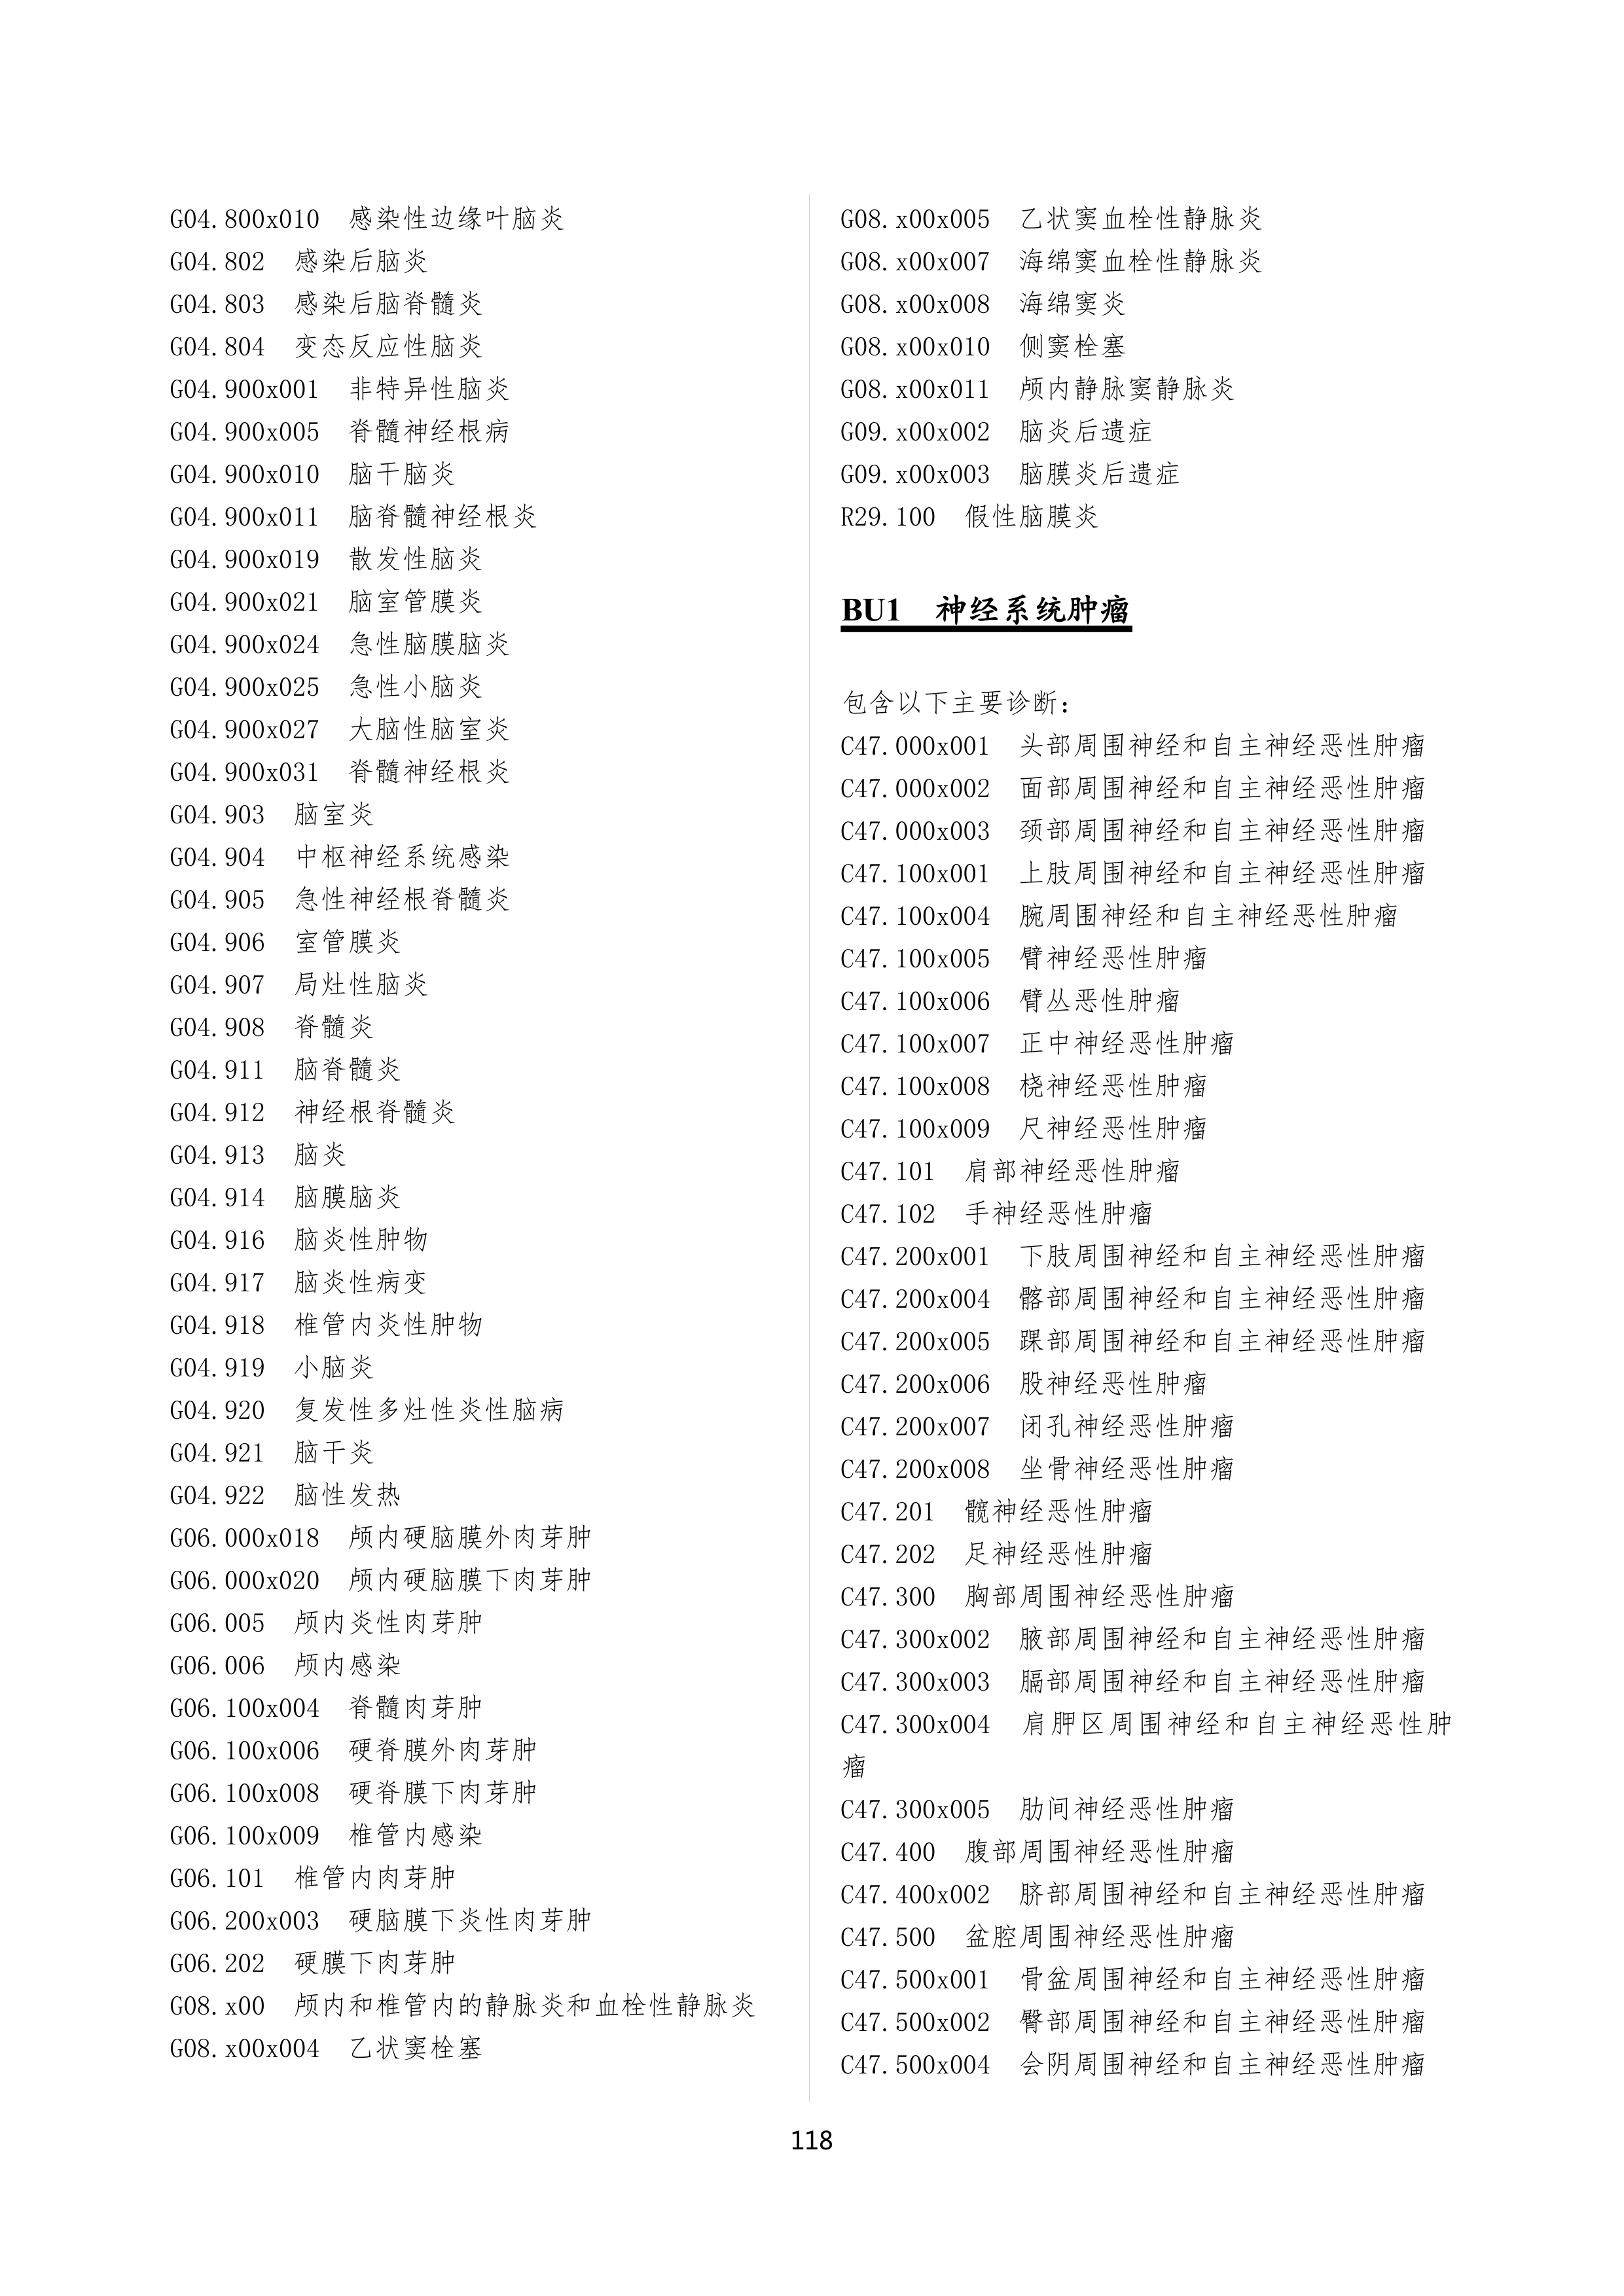 G04.800x010 感染性边缘叶脑炎
G04.802 感染后脑炎
G04.803 感染后脑脊髓炎
G04.804 变态反应性脑炎
G04.900x001 非特异性脑炎
G04.900x005 脊髓神经根病
G04.900x010 脑干脑炎
G04.900x011 脑脊髓神经根炎
G04.900x019 散发性脑炎
G04.900x021 脑室管膜炎
G04.900x024 急性脑膜脑炎
G04.900x025 急性小脑炎
G04.900x027 大脑性脑室炎
G04.900x031 脊髓神经根炎
G04.903 脑室炎
G04.904 中枢神经系统感染
G04.905 急性神经根脊髓炎
G04.906 室管膜炎
G04.907 局灶性脑炎
G04.908 脊髓炎
G04.911 脑脊髓炎
G04.912 神经根脊髓炎
G04.913 脑炎
G04.914 脑膜脑炎
G04.916 脑炎性肿物
G04.917 脑炎性病变
G04.918 椎管内炎性肿物
G04.919 小脑炎
G04.920 复发性多灶性炎性脑病
G04.921 脑干炎
G04.922 脑性发热
G06.000x018 颅内硬脑膜外肉芽肿
G06.000x020 颅内硬脑膜下肉芽肿
G06.005 颅内炎性肉芽肿
G06.006 颅内感染
G06.100x004 脊髓肉芽肿
G06.100x006 硬脊膜外肉芽肿
G06.100x008 硬脊膜下肉芽肿
G06.100x009 椎管内感染
G06.101 椎管内肉芽肿
G06.200x003 硬脑膜下炎性肉芽肿
G06.202 硬膜下肉芽肿
G08.x00 颅内和椎管内的静脉炎和血栓性静脉炎
G08.x00x004 乙状窦栓塞
G08.x00x005 乙状窦血栓性静脉炎
G08.x00x007 海绵窦血栓性静脉炎
G08.x00x008 海绵窦炎
G08.x00x010 侧窦栓塞
G08.x00x011 颅内静脉窦静脉炎
G09.x00x002 脑炎后遗症
G09.x00x003 脑膜炎后遗症
R29.100 假性脑膜炎
BU1 神经系统肿瘤
包含以下主要诊断：
C47.000x001 头部周围神经和自主神经恶性肿瘤
C47.000x002 面部周围神经和自主神经恶性肿瘤
C47.000x003 颈部周围神经和自主神经恶性肿瘤
C47.100x001 上肢周围神经和自主神经恶性肿瘤
C47.100x004 腕周围神经和自主神经恶性肿瘤
C47.100x005 臂神经恶性肿瘤
C47.100x006 臂丛恶性肿瘤
C47.100x007 正中神经恶性肿瘤
C47.100x008 桡神经恶性肿瘤
C47.100x009 尺神经恶性肿瘤
C47.101 肩部神经恶性肿瘤
C47.102 手神经恶性肿瘤
C47.200x001 下肢周围神经和自主神经恶性肿瘤
C47.200x004 髂部周围神经和自主神经恶性肿瘤
C47.200x005 踝部周围神经和自主神经恶性肿瘤
C47.200x006 股神经恶性肿瘤
C47.200x007 闭孔神经恶性肿瘤
C47.200x008 坐骨神经恶性肿瘤
C47.201 髋神经恶性肿瘤
C47.202 足神经恶性肿瘤
C47.300 胸部周围神经恶性肿瘤
C47.300x002 腋部周围神经和自主神经恶性肿瘤
C47.300x003 膈部周围神经和自主神经恶性肿瘤
C47.300x004 肩胛区周围神经和自主神经恶性肿
瘤
C47.300x005 肋间神经恶性肿瘤
C47.400 腹部周围神经恶性肿瘤
C47.400x002 脐部周围神经和自主神经恶性肿瘤
C47.500 盆腔周围神经恶性肿瘤
C47.500x001 骨盆周围神经和自主神经恶性肿瘤
C47.500x002 臀部周围神经和自主神经恶性肿瘤
C47.500x004 会阴周围神经和自主神经恶性肿瘤
118